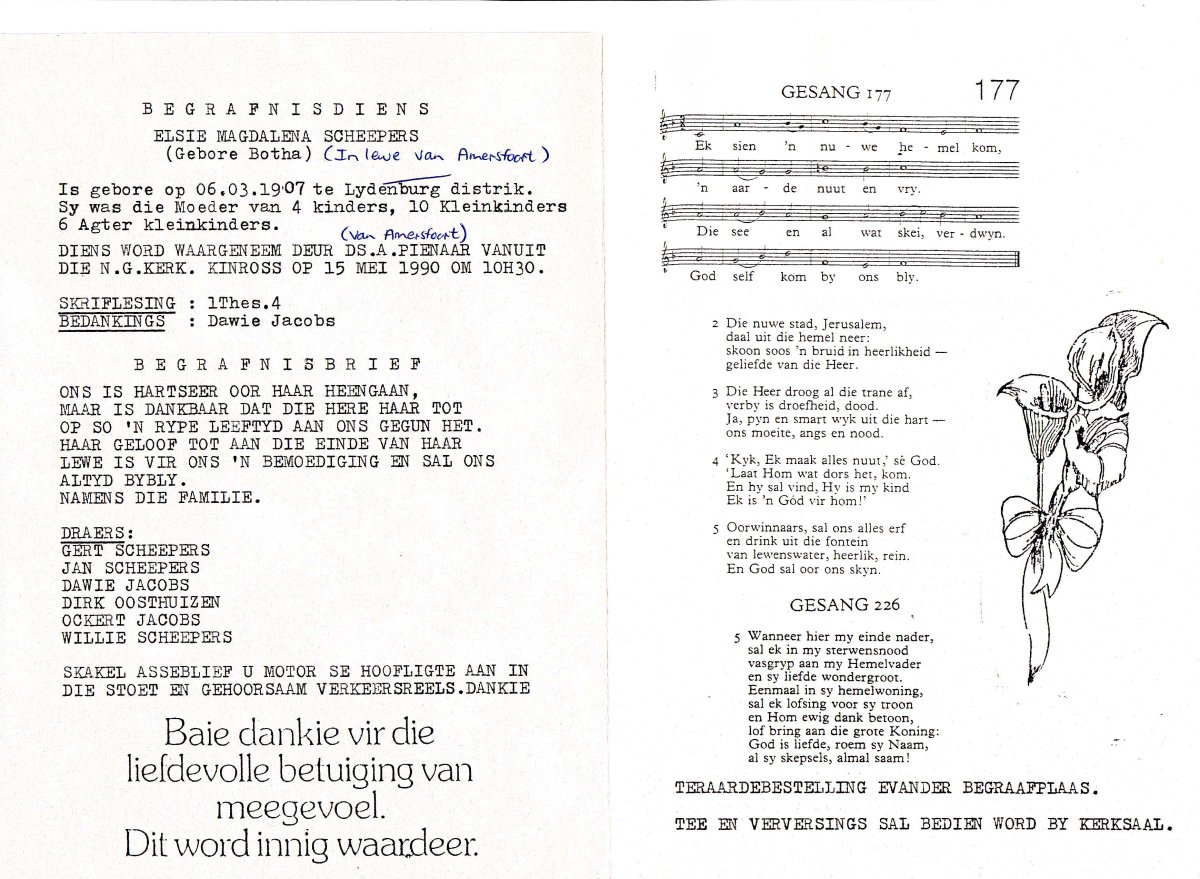 B E G R A F N I S D I E N S
ELSIE MAGDALENA SCHEEPERS
(Gebore Botha) (In lewe van Amersfoort)
Is gebore op 06.03.1907 te Lydenburg distrik.
Sy was die Moeder van 4 kinders, 10 Kleinkinders
6 Agter kleinkinders.
(van Amersfoort)
DIENS WORD WAARGENEEM DEUR DS.A.PIENAAR VANUIT
DIE N.G.KERK. KINROSS OP 15 MEI 1990 OM 10H30.
SKRIFLESING : 1Thes.4
BEDANKINGS : Dawie Jacobs
B E G R A F N I S B R I E F
ONS IS HARTSEER OOR HAAR HEENGAAN,
MAAR IS DANKBAAR DAT DIE HERE HAAR TOT
OP SO 'N RYPE LEEFTYD AAN ONS GEGUN HET.
HAAR GELOOF TOT AAN DIE EINDE VAN HAAR
LEWE IS VIR ONS 'N BEMOEDIGING EN SAL ONS
ALTYD BYBLY.
NAMENS DIE FAMILIE.
DRAERS:
GERT SCHEEPERS
JAN SCHEEPERS
DAWIE JACOBS
DIRK OOSTHUIZEN
OCKERT JACOBS
WILLIE SCHEEPERS
SKAKEL ASSEBLIEF U MOTOR SE HOOFLIGTE AAN IN
DIE STOET EN GEHOORSAAM VERKEERSREELS.DANKIE
Baie dankie vir die
liefdevolle betuiging van
meegevoel.
Dit word innig waardeer.
GESANG 177 177
Ek sien 'n nu - we he - mel kom,
'n aar - de nuut en vry.
Die see en al wat skei, ver - dwyn.
God self kom by ons bly.
2 Die nuwe stad, Jerusalem,
daal uit die hemel neer:
skoon soos 'n bruid in heerlikheid —
geliefde van die Heer.
3 Die Heer droog al die trane af,
verby is droefheid, dood.
Ja, pyn en smart wyk uit die hart —
ons moeite, angs en nood.
4 'Kyk, Ek maak alles nuut,' sê God.
'Laat Hom wat dors het, kom.
En hy sal vind, Hy is my kind
Ek is 'n Gód vir hom!'
5 Oorwinnaars, sal ons alles erf
en drink uit die fontein
van lewenswater, heerlik, rein.
En God sal oor ons skyn.
GESANG 226
5 Wanneer hier my einde nader,
sal ek in my sterwensnood
vasgryp aan my Hemelvader
en sy liefde wondergroot.
Eenmaal in sy hemelwoning,
sal ek lofsing voor sy troon
en Hom ewig dank betoon,
lof bring aan die grote Koning:
God is liefde, roem sy Naam,
al sy skepsels, almal saam!
TERAARDEBESTELLING EVANDER BEGRAAFPLAAS.
TEE EN VERVERSINGS SAL BEDIEN WORD BY KERKSAAL.